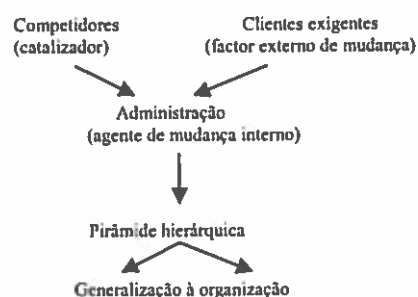 Competidores
(catalizador)
Clientes exigentes
(factor externo de mudança)
Administração
(agente de mudança interno)
Pirâmide hierárquica
Generalização à organização